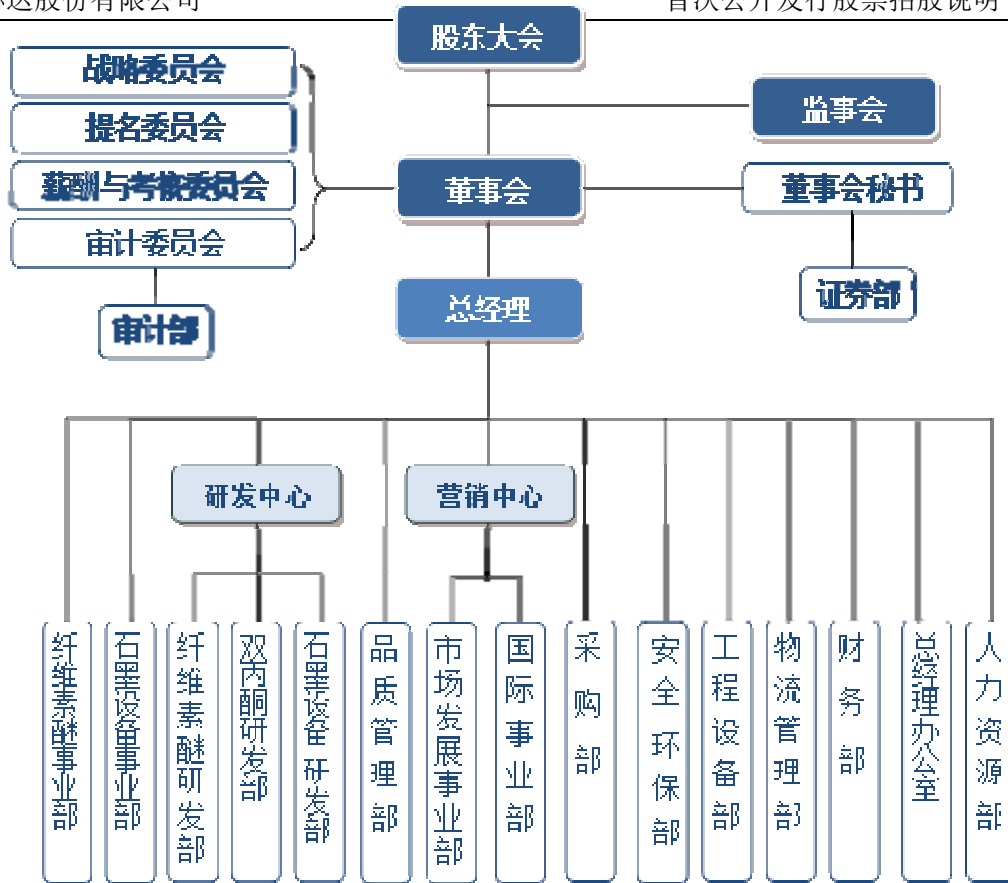 份有限公司
首次公开发行股票招股说明
股东大会
战略委员会
监事会
提名委员会
薪酬与考核委员会
董事会
董事会秘书
审计委员会
总经理
证券部
审计部
研发中心
营销中心
纤维素醚事业部
石墨设备事业部
纤维素醚研发部
双丙酮研发部
石墨设备研发部
品质管理部
市场发展事业部
国际事业部
采购部
安全环保部
工程设备部
物流管理部
财务部
总经理办公室
人力资源部